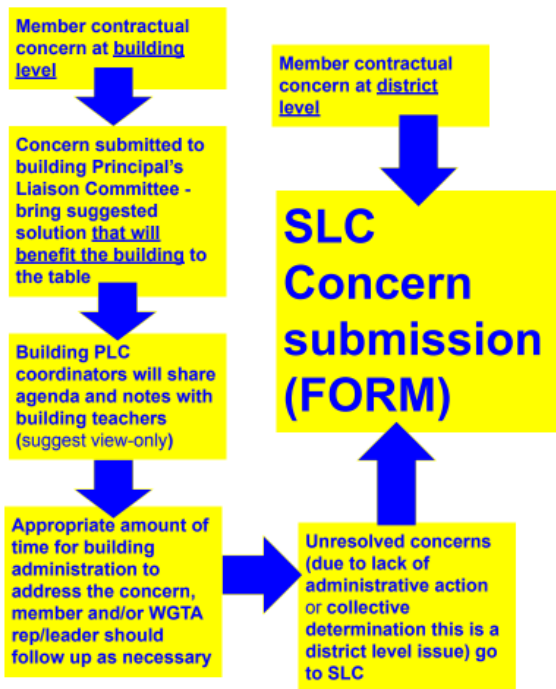 Member contractual
concern at building
level
Concern submitted to
building Principal's
Liaison Committee -
bring suggested
solution that will
benefit the building to
the table
Building PLC
coordinators will share
agenda and notes with
building teachers
(suggest view-only)
Appropriate amount of
time for building
administration to
address the concern,
member and/or WGTA
rep/leader should
follow up as necessary
Unresolved concerns
(due to lack of
administrative action
or collective
determination this is a
district level issue) go
to SLC
Member contractual
concern at district
level
SLC
Concern
submission
(FORM)